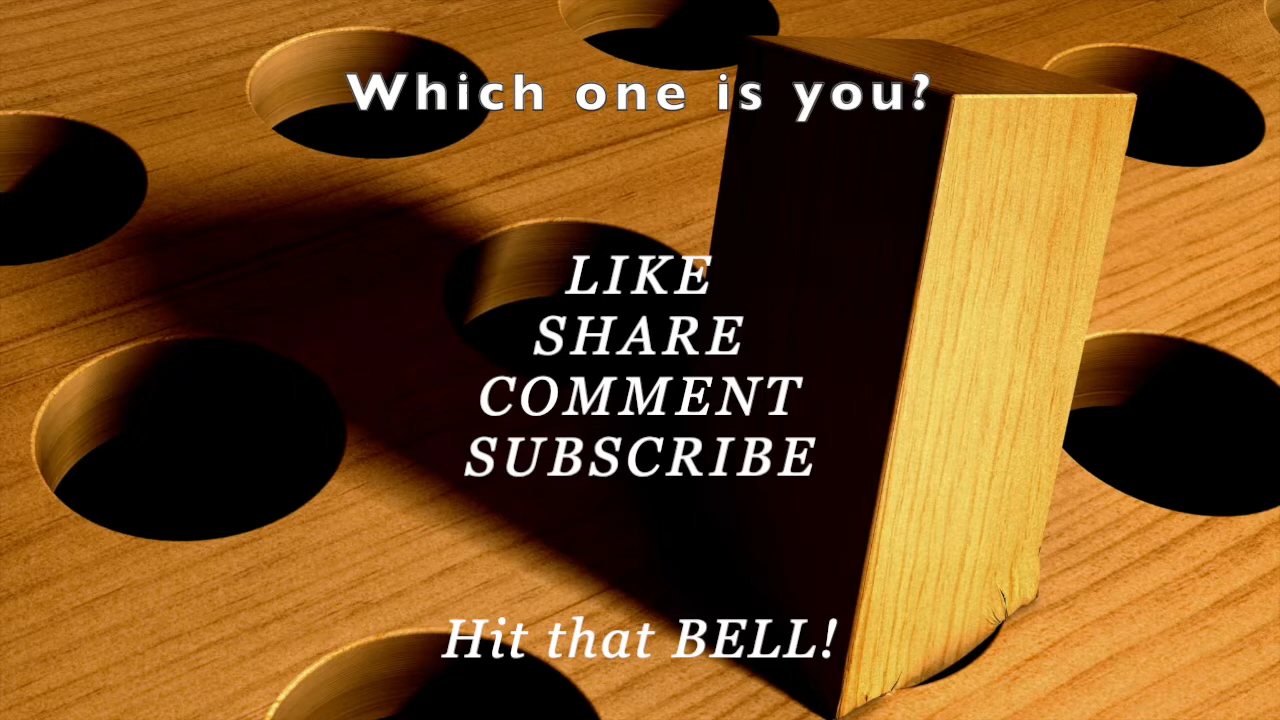 Which one is you?
LIKE
SHARE
COMMENT
SUBSCRIBE
Hit that BELL!